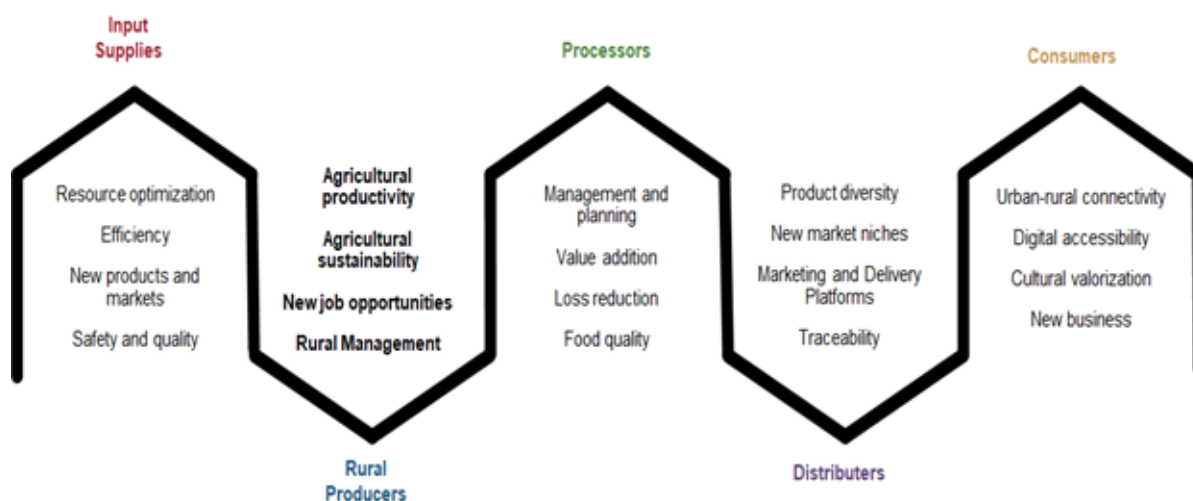 Input
Supplies
Resource optimization
Efficiency
New products and
markets
Safety and quality
Agricultural
productivity
Agricultural
sustainability
New job opportunities
Rural Management
Rural
Producers
Processors
Management and
planning
Value addition
Loss reduction
Food quality
Product diversity
New market niches
Marketing and Delivery
Platforms
Traceability
Distributers
Consumers
Urban-rural connectivity
Digital accessibility
Cultural valorization
New business